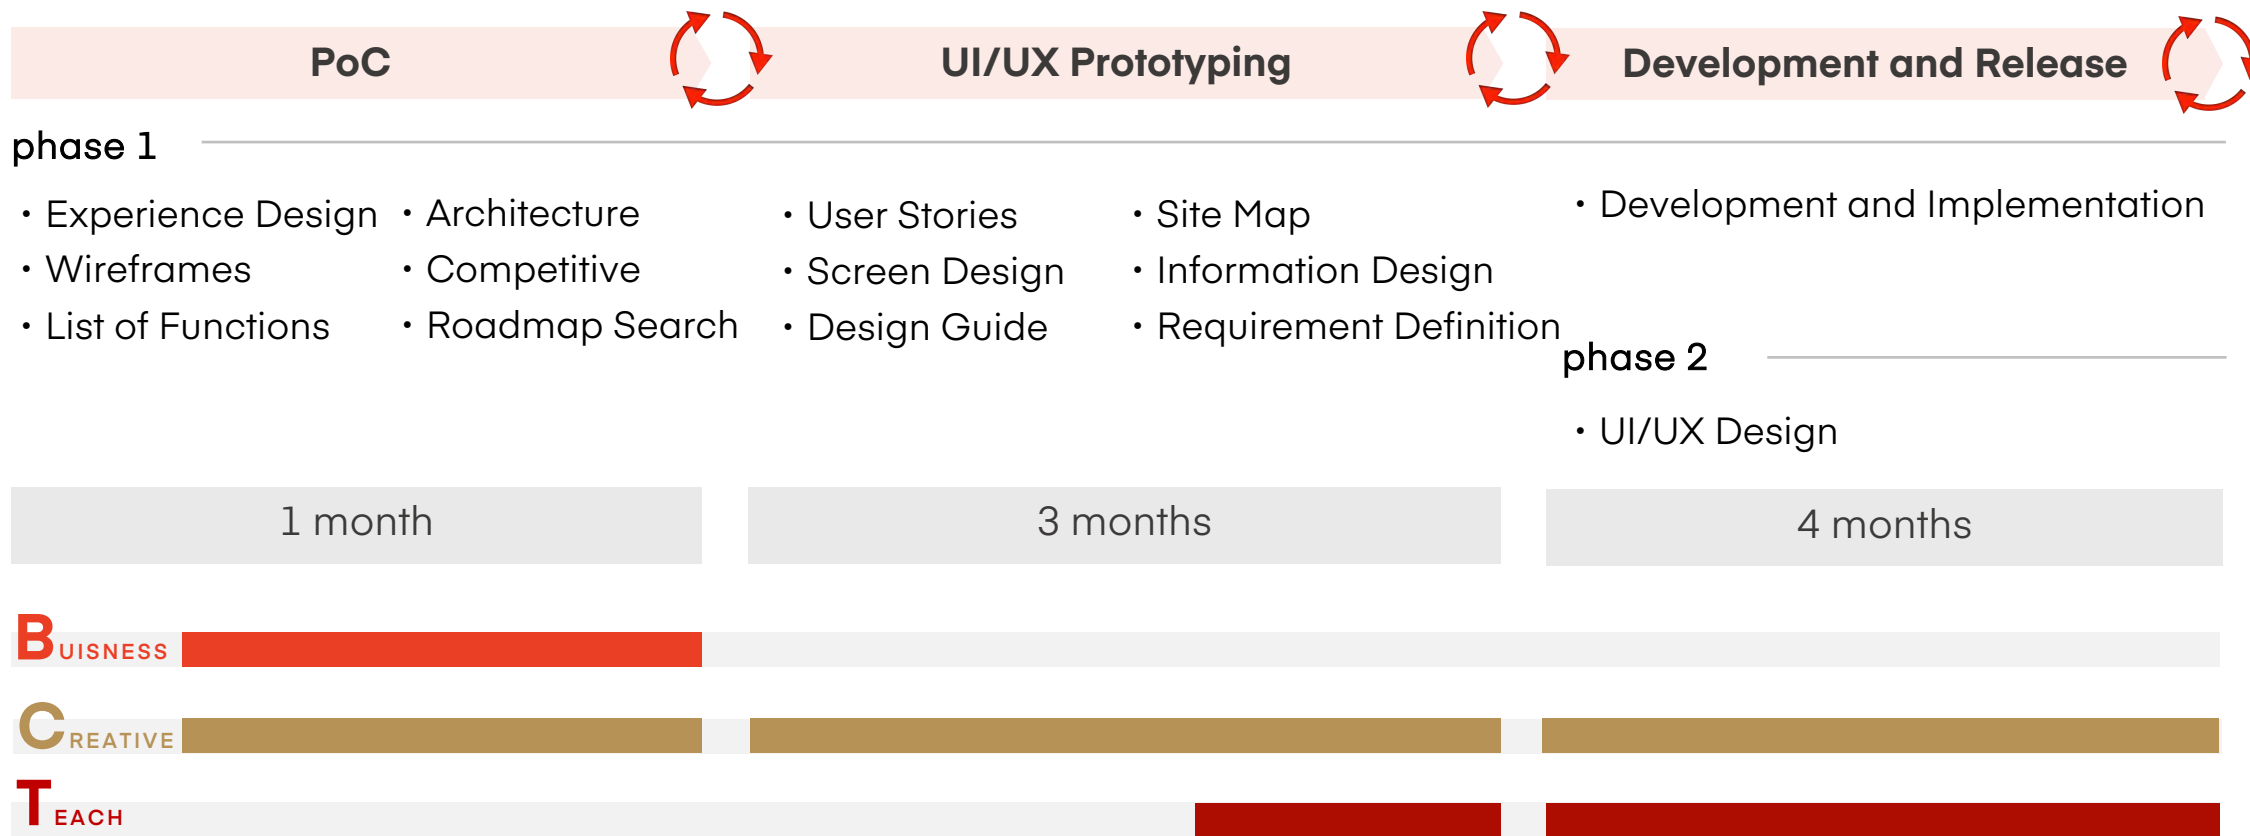 PoC
UI/UX Prototyping
Development and Release
phase 1
・Experience Design
・Wireframes
・List of Functions
・Architecture
・Competitive
・Roadmap Search
・User Stories
・Screen Design
・Design Guide
・Site Map
・Information Design
・Requirement Definition
・Development and Implementation
phase 2
・UI/UX Design
1 month
3 months
4 months
BUISNESS
CREATIVE
TEACH